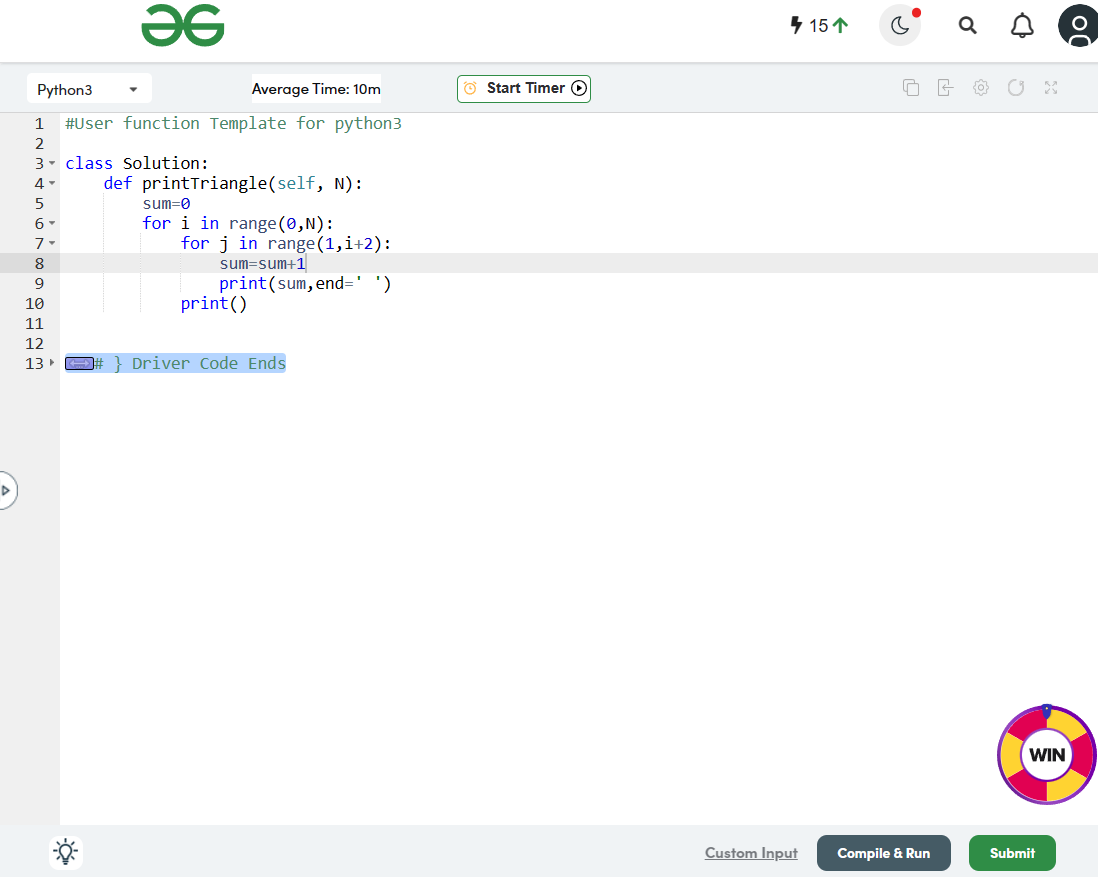 15
Python3
Average Time: 10m
Start Timer
1 #User function Template for python3
2
3 class Solution:
4     def printTriangle(self, N):
5         sum=0
6         for i in range(0,N):
7             for j in range(1,i+2):
8                 sum=sum+1
9                 print(sum,end=' ')
10             print()
11
12
13 # } Driver Code Ends
WIN
Custom Input
Compile & Run
Submit